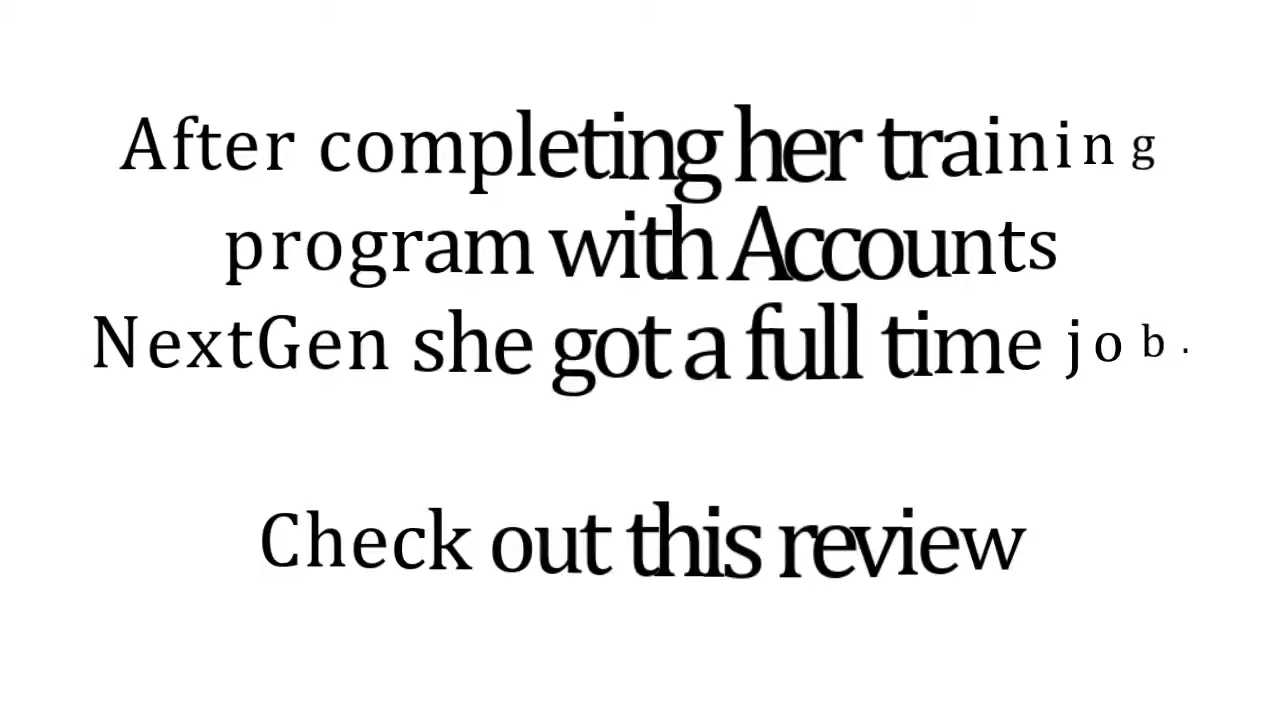 After completing her training
program with Accounts
NextGen she got a full time job.
Check out this review